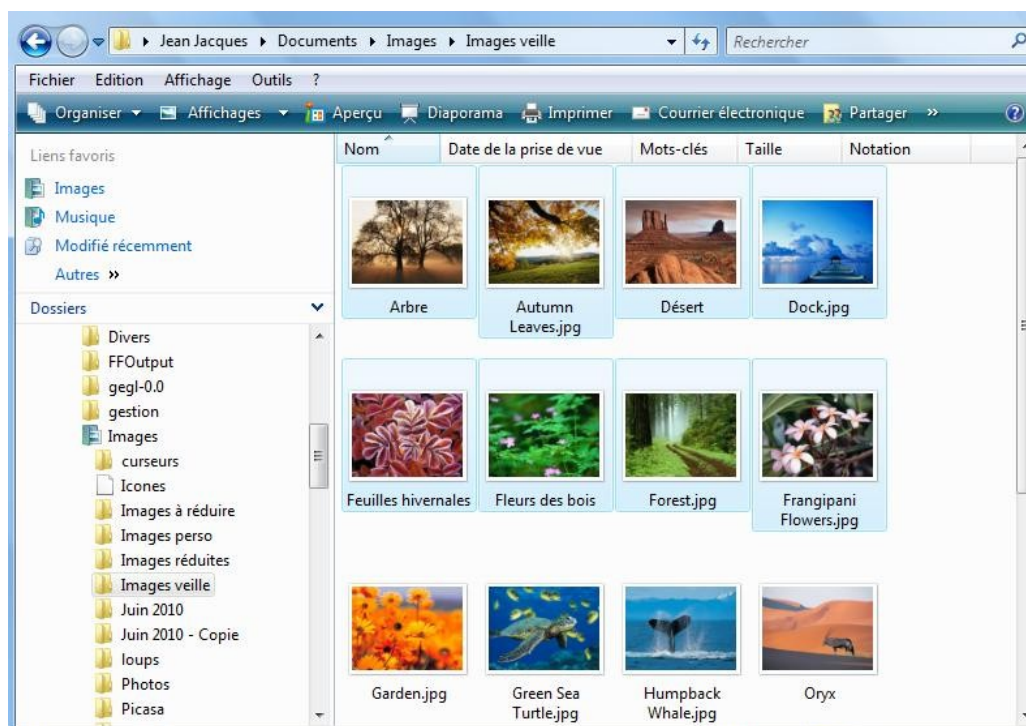 Jean Jacques Documents Images Images veille Rechercher
Fichier Edition Affichage Outils ?
Organiser Affichages Aperçu Diaporama Imprimer Courrier électronique Partager »
Liens favoris
Images
Musique
Modifié récemment
Autres »
Dossiers
Divers
FFOutput
gegl-0.0
gestion
Images
curseurs
Icones
Images à réduire
Images perso
Images réduites
Images veille
Juin 2010
Juin 2010 - Copie
loups
Photos
Picasa
Nom Date de la prise de vue Mots-clés Taille Notation
Arbre
Autumn
Leaves.jpg
Désert
Dock.jpg
Feuilles hivernales
Fleurs des bois
Forest.jpg
Frangipani
Flowers.jpg
Garden.jpg
Green Sea
Turtle.jpg
Humpback
Whale.jpg
Oryx